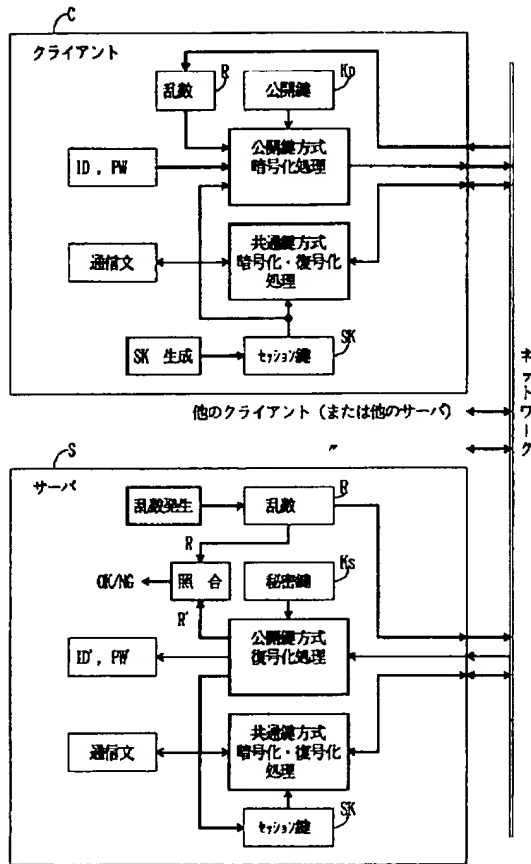 C
クライアント
R
Kp
乱数
公開鍵
公開鍵方式
暗号化処理
ID , PW
共通鍵方式
暗号化・復号化
処理
通信文
SK 生成
セッション鍵
SK
ネットワーク
他のクライアント (または他のサーバ)
〃
S
サーバ
乱数発生
乱数
R
R
OK/NG
照 合
秘密鍵
Ks
R'
公開鍵方式
復号化処理
ID', PW'
共通鍵方式
暗号化・復号化
処理
通信文
セッション鍵
SK